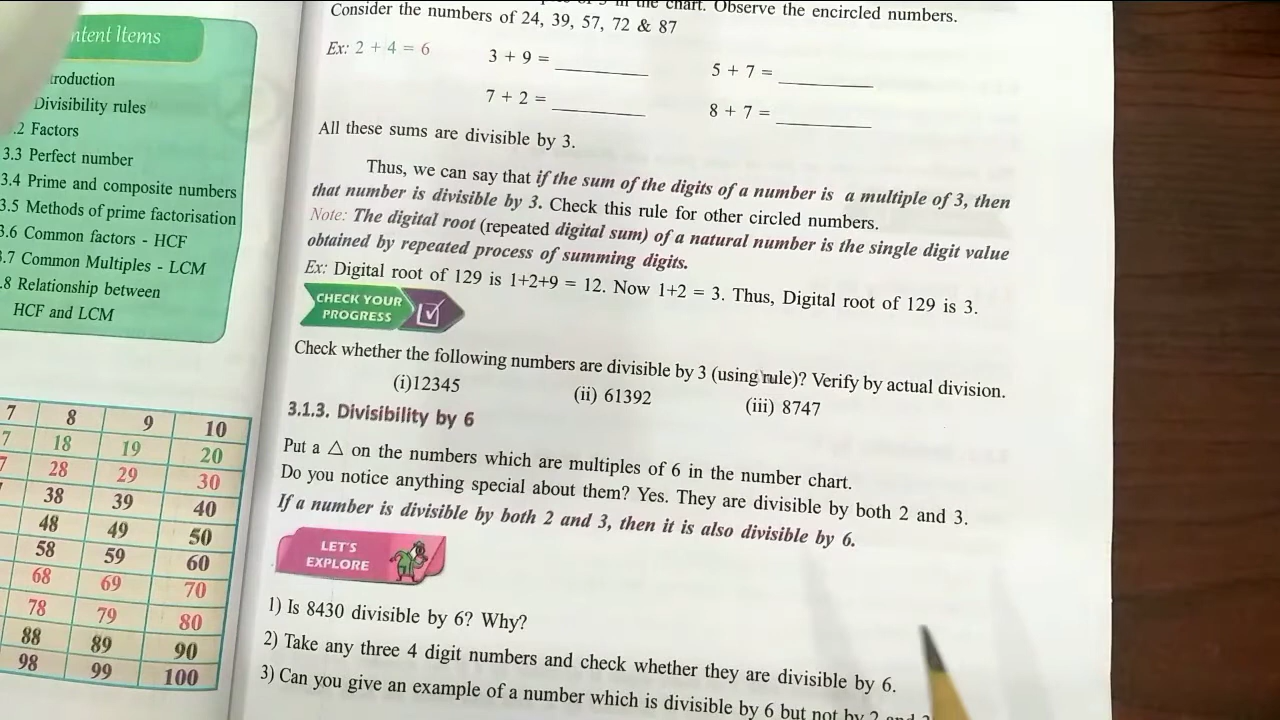 in the chart. Observe the encircled numbers.
Consider the numbers of 24, 39, 57, 72 & 87
Ex: 2 + 4 = 6
3 + 9 =
5 + 7 =
7 + 2 =
8 + 7 =
All these sums are divisible by 3.
Thus, we can say that if the sum of the digits of a number is a multiple of 3, then
that number is divisible by 3. Check this rule for other circled numbers.
Note: The digital root (repeated digital sum) of a natural number is the single digit value
obtained by repeated process of summing digits.
Ex: Digital root of 129 is 1+2+9 = 12. Now 1+2 = 3. Thus, Digital root of 129 is 3.
CHECK YOUR
PROGRESS
Check whether the following numbers are divisible by 3 (using rule)? Verify by actual division.
(i)12345 (ii) 61392 (iii) 8747
3.1.3. Divisibility by 6
Put a △ on the numbers which are multiples of 6 in the number chart.
Do you notice anything special about them? Yes. They are divisible by both 2 and 3.
If a number is divisible by both 2 and 3, then it is also divisible by 6.
LET'S
EXPLORE
1) Is 8430 divisible by 6? Why?
2) Take any three 4 digit numbers and check whether they are divisible by 6.
3) Can you give an example of a number which is divisible by 6 but not by 2 and
Items
Divisibility rules
.2 Factors
3.3 Perfect number
3.4 Prime and composite numbers
3.5 Methods of prime factorisation
3.6 Common factors - HCF
.7 Common Multiples - LCM
.8 Relationship between
HCF and LCM
7 8 9 10
7 18 19 20
7 28 29 30
38 39 40
48 49 50
58 59 60
68 69 70
78 79 80
88 89 90
98 99 100